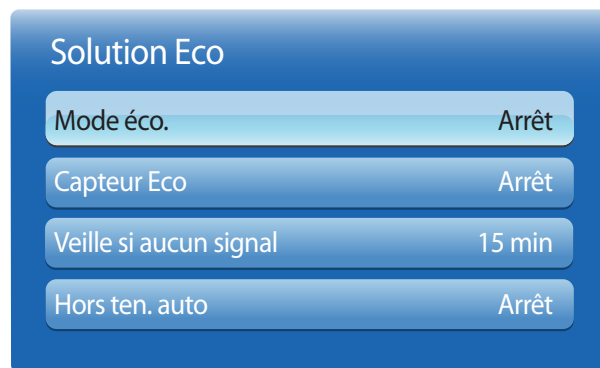 Solution Eco
Mode éco. Arrêt
Capteur Eco Arrêt
Veille si aucun signal 15 min
Hors ten. auto Arrêt